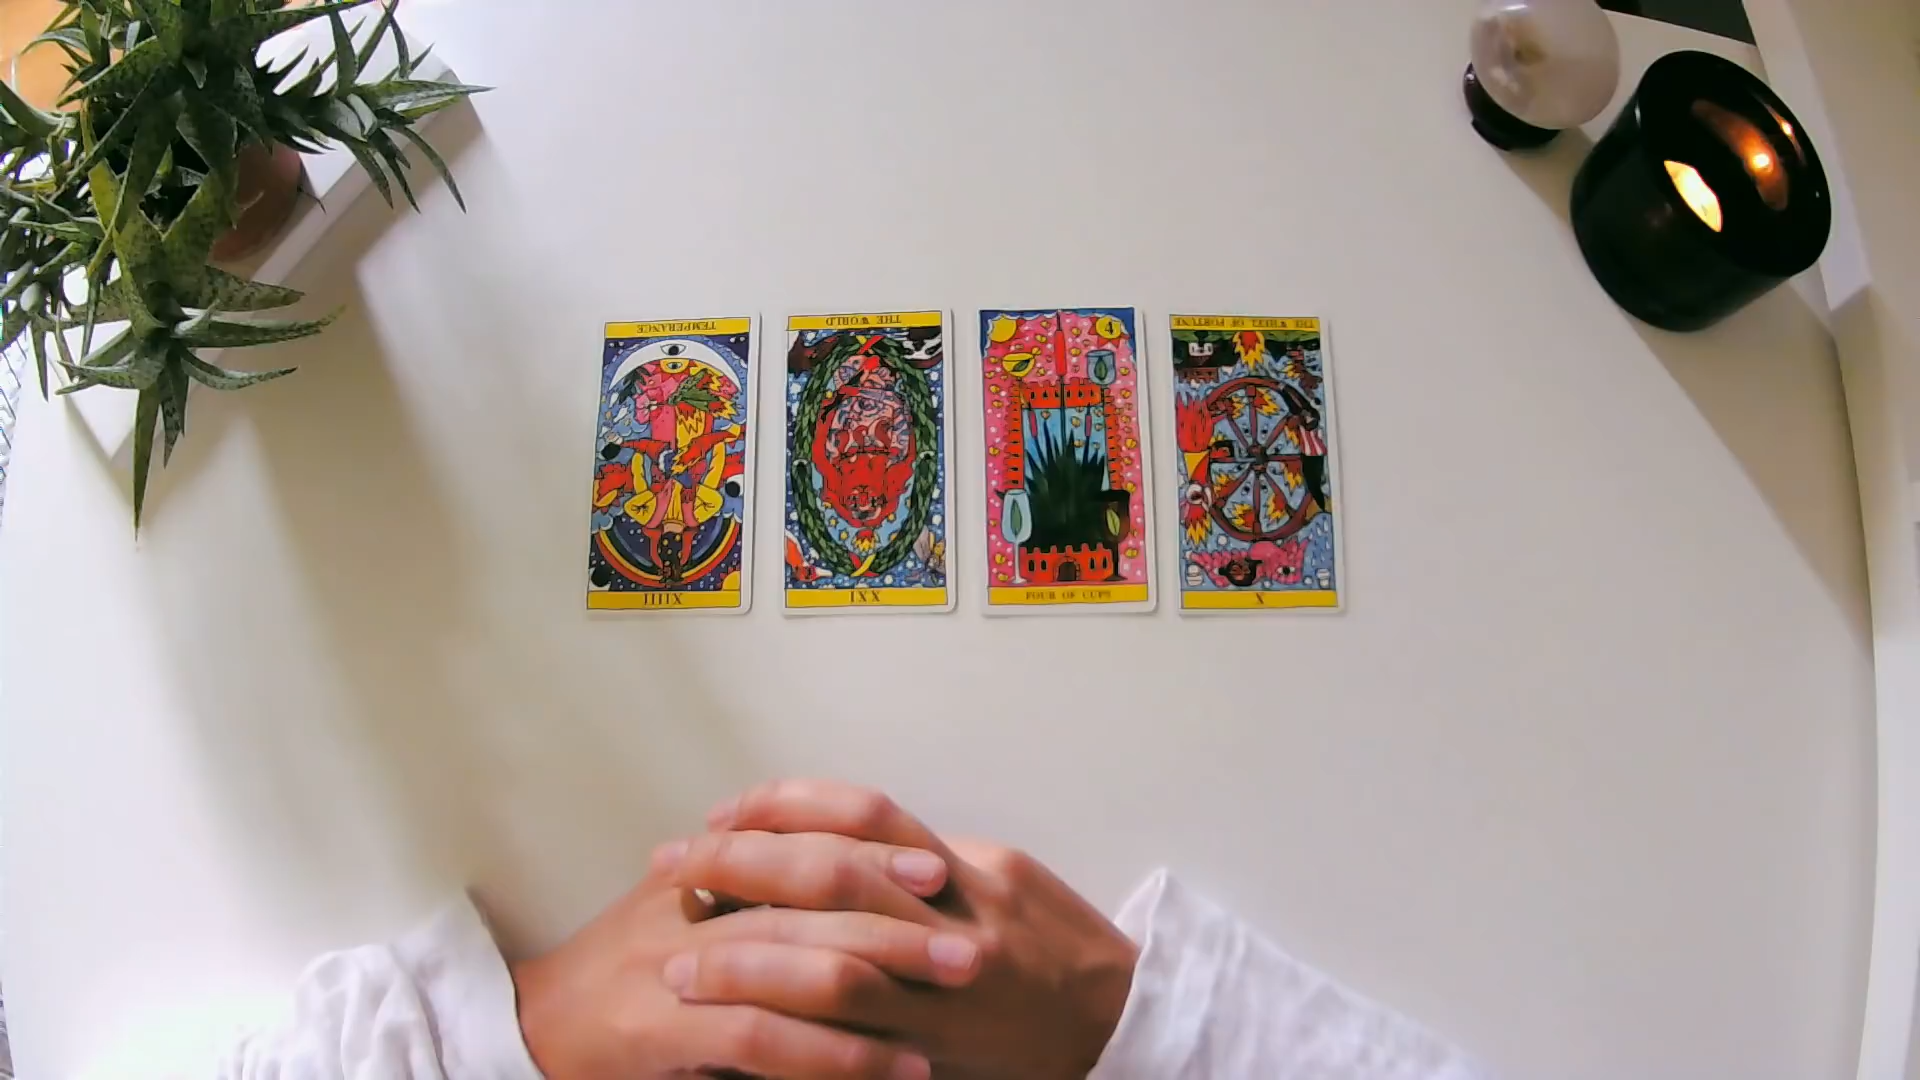 TEMPERANCE
XIIII
THE WORLD
XXI
4
FOUR OF CUPS
THE WHEEL OF FORTUNE
X